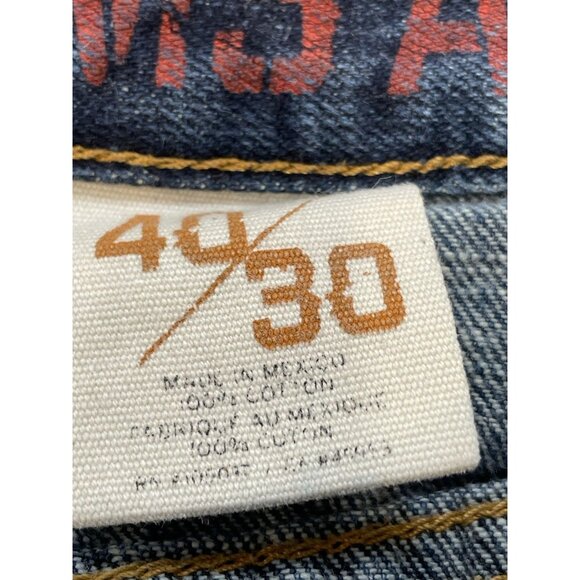 40/30
MADE IN MEXICO
100% COTTON
FABRIQUE AU MEXIQUE
100% COTON